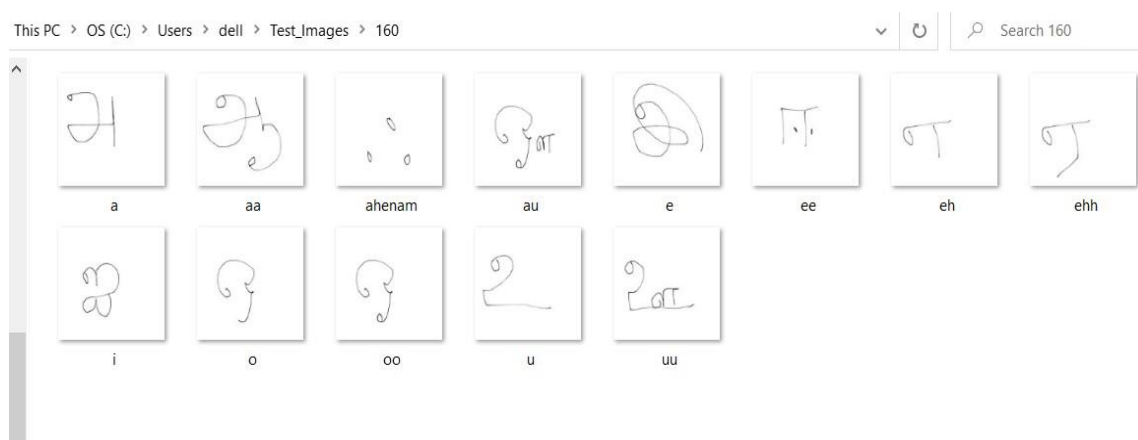 This PC > OS (C:) > Users > dell > Test_Images > 160
Search 160
அ ஆ ஃ ஔ இ ஈ எ ஏ
a aa ahenam au e ee eh ehh
ஐ ஒ ஓ உ ஊ
i o oo u uu